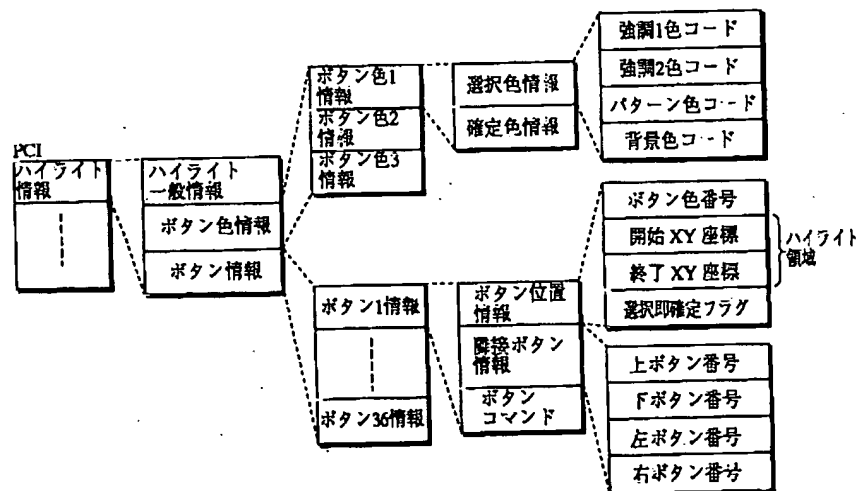 PCI
ハイライト
情報
ハイライト
一般情報
ボタン色情報
ボタン情報
ボタン色1
情報
ボタン色2
情報
ボタン色3
情報
選択色情報
確定色情報
強調1色コード
強調2色コード
パターン色コード
背景色コード
ボタン1情報
ボタン36情報
ボタン位置
情報
隣接ボタン
情報
ボタン
コマンド
ボタン色番号
開始XY座標
終了XY座標
選択即確定フラグ
ハイライト
領域
上ボタン番号
下ボタン番号
左ボタン番号
右ボタン番号